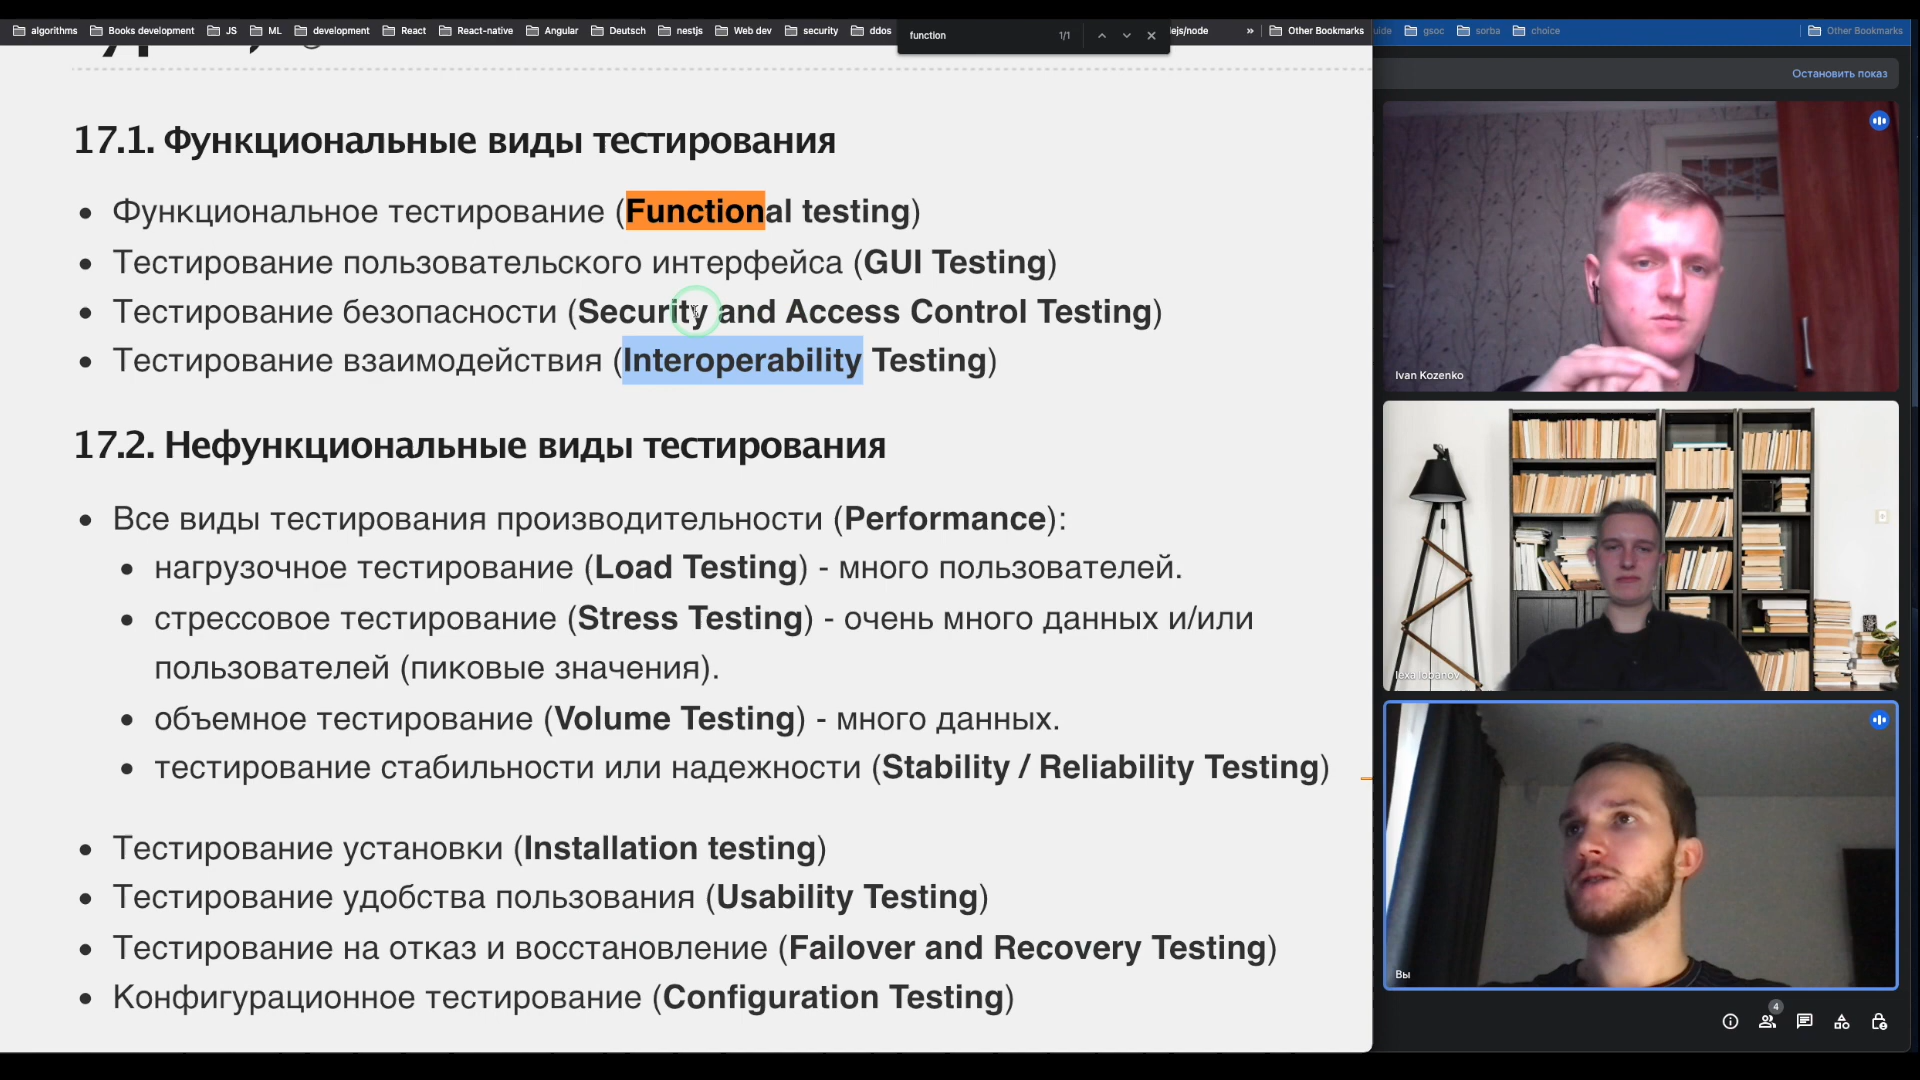 algorithms
Books development
JS
ML
development
React
React-native
Angular
Deutsch
nestjs
Web dev
security
ddos
function
1/1
ejs/node
»
Other Bookmarks
uide
gsoc
sorba
choice
Other Bookmarks
Остановить показ
17.1. Функциональные виды тестирования
• Функциональное тестирование (Functional testing)
• Тестирование пользовательского интерфейса (GUI Testing)
• Тестирование безопасности (Security and Access Control Testing)
• Тестирование взаимодействия (Interoperability Testing)
17.2. Нефункциональные виды тестирования
• Все виды тестирования производительности (Performance):
• нагрузочное тестирование (Load Testing) - много пользователей.
• стрессовое тестирование (Stress Testing) - очень много данных и/или
пользователей (пиковые значения).
• объемное тестирование (Volume Testing) - много данных.
• тестирование стабильности или надежности (Stability / Reliability Testing)
• Тестирование установки (Installation testing)
• Тестирование удобства пользования (Usability Testing)
• Тестирование на отказ и восстановление (Failover and Recovery Testing)
• Конфигурационное тестирование (Configuration Testing)
Ivan Kozenko
lexa lobanov
Вы
4